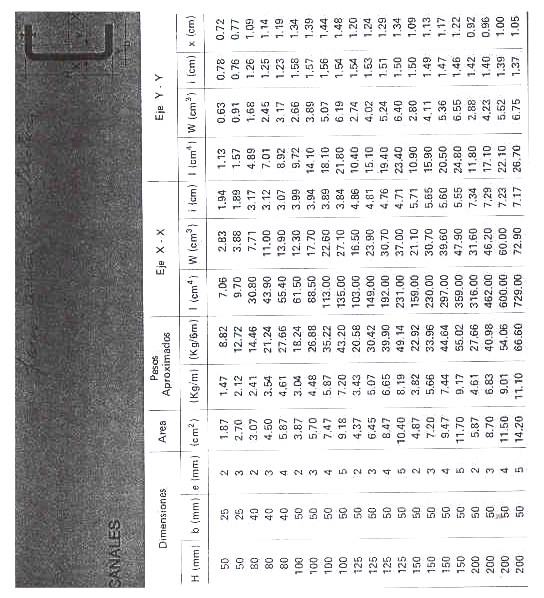 CANALES
Dimensiones Area Pesos Aproximados Eje X - X Eje Y - Y
H (mm) b (mm) e (mm) (cm²) (Kg/m) (Kg/6m) I (cm⁴) W (cm³) i (cm) I (cm⁴) W (cm³) i (cm) x (cm)
50 25 2 1.87 1.47 8.82 7.06 2.83 1.94 1.13 0.63 0.78 0.72
50 25 3 2.70 2.12 12.72 9.70 3.88 1.89 1.57 0.91 0.76 0.77
80 40 2 3.07 2.41 14.46 30.80 7.71 3.17 4.89 1.68 1.26 1.09
80 40 3 4.50 3.54 21.24 43.90 11.00 3.12 7.01 2.45 1.25 1.14
80 40 4 5.87 4.61 27.66 55.40 13.90 3.07 8.92 3.17 1.23 1.19
100 50 2 3.87 3.04 18.24 61.50 12.30 3.99 9.72 2.66 1.58 1.34
100 50 3 5.70 4.48 26.88 88.50 17.70 3.94 14.10 3.89 1.57 1.39
100 50 4 7.47 5.87 35.22 113.00 22.60 3.89 18.10 5.07 1.56 1.44
100 50 5 9.18 7.20 43.20 135.00 27.10 3.84 21.80 6.19 1.54 1.48
125 50 2 4.37 3.43 20.58 103.00 16.50 4.86 10.40 2.74 1.54 1.20
125 50 3 6.45 5.07 30.42 149.00 23.90 4.81 15.10 4.02 1.53 1.24
125 50 4 8.47 6.65 39.90 192.00 30.70 4.76 19.40 5.24 1.51 1.29
125 50 5 10.40 8.19 49.14 231.00 37.00 4.71 23.40 6.40 1.50 1.34
150 50 2 4.87 3.82 22.92 159.00 21.10 5.71 10.90 2.80 1.50 1.09
150 50 3 7.20 5.66 33.96 230.00 30.70 5.65 15.90 4.11 1.49 1.13
150 50 4 9.47 7.44 44.64 297.00 39.60 5.60 20.50 5.36 1.47 1.17
150 50 5 11.70 9.17 55.02 359.00 47.90 5.55 24.80 6.55 1.46 1.22
200 50 2 5.87 4.61 27.66 316.00 31.60 7.34 11.80 2.88 1.42 0.92
200 50 3 8.70 6.83 40.98 462.00 46.20 7.29 17.10 4.23 1.40 0.96
200 50 4 11.50 9.01 54.06 600.00 60.00 7.23 22.10 5.52 1.39 1.00
200 50 5 14.20 11.10 66.60 729.00 72.90 7.17 26.70 6.75 1.37 1.05